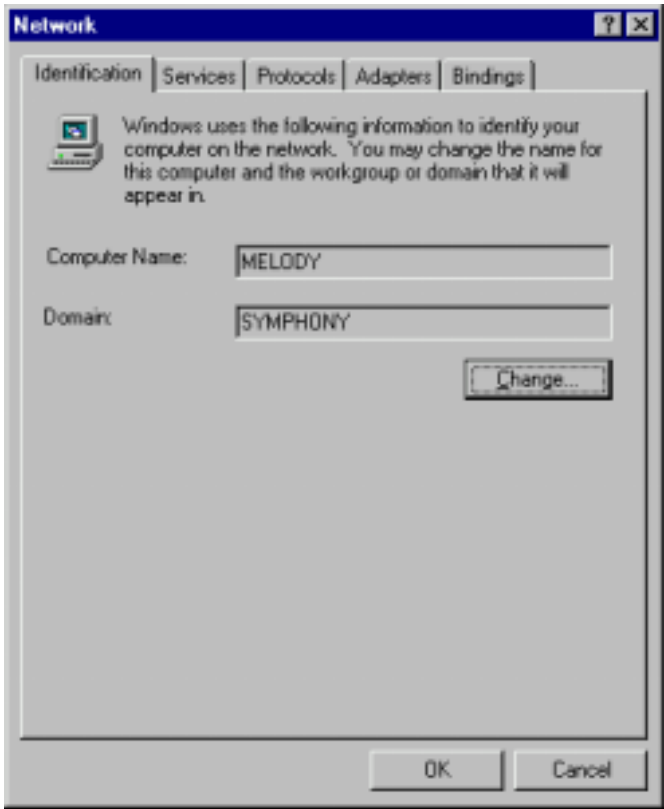 Network
Identification Services Protocols Adapters Bindings
Windows uses the following information to identify your
computer on the network. You may change the name for
this computer and the workgroup or domain that it will
appear in.
Computer Name: MELODY
Domain: SYMPHONY
Change...
OK Cancel